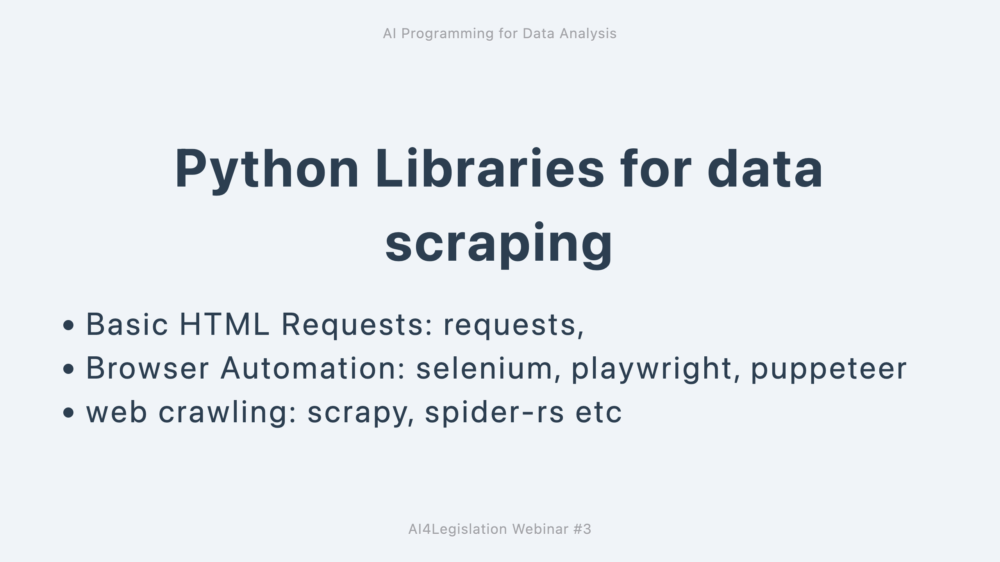 AI Programming for Data Analysis
Python Libraries for data
scraping
• Basic HTML Requests: requests,
• Browser Automation: selenium, playwright, puppeteer
• web crawling: scrapy, spider-rs etc
AI4Legislation Webinar #3